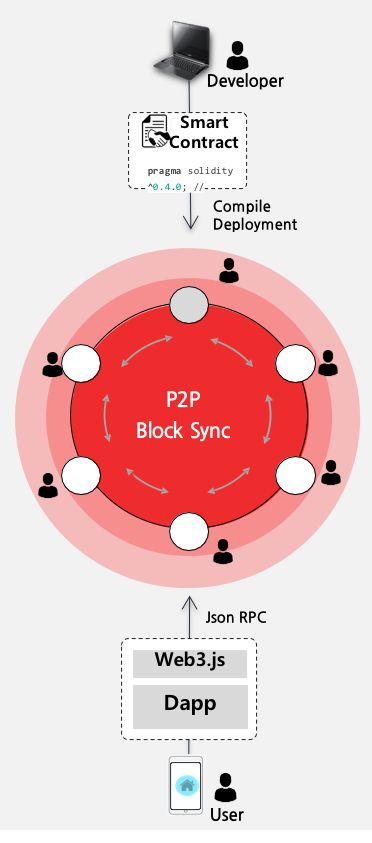 Developer
Smart
Contract
pragma solidity
^0.4.0; //
Compile
Deployment
P2P
Block Sync
Json RPC
Web3.js
Dapp
User